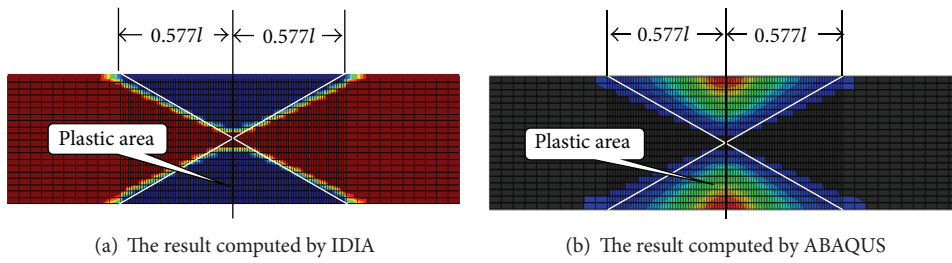 0.577l 0.577l
Plastic area
(a) The result computed by IDIA
0.577l 0.577l
Plastic area
(b) The result computed by ABAQUS